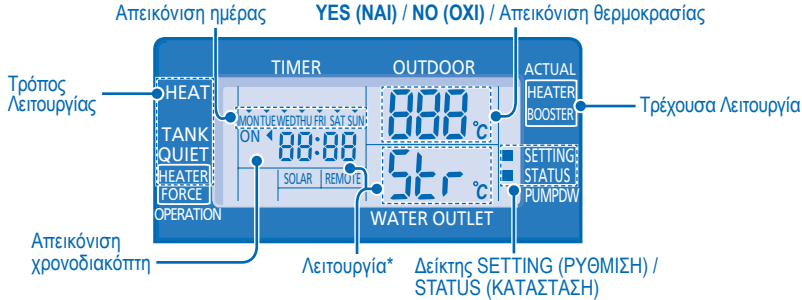 Απεικόνιση ημέρας
YES (ΝΑΙ) / NO (ΟΧΙ) / Απεικόνιση θερμοκρασίας
Τρόπος
Λειτουργίας
TIMER
OUTDOOR
ACTUAL
HEAT
HEATER
BOOSTER
Τρέχουσα Λειτουργία
MON TUE WED THU FRI SAT SUN
888 °C
TANK
ON 88:88
QUIET
SETTING
HEATER
SOLAR REMOTE
Str °C
STATUS
FORCE
PUMPDW
OPERATION
WATER OUTLET
Απεικόνιση
χρονοδιακόπτη
Λειτουργία*
Δείκτης SETTING (ΡΥΘΜΙΣΗ) /
STATUS (ΚΑΤΑΣΤΑΣΗ)